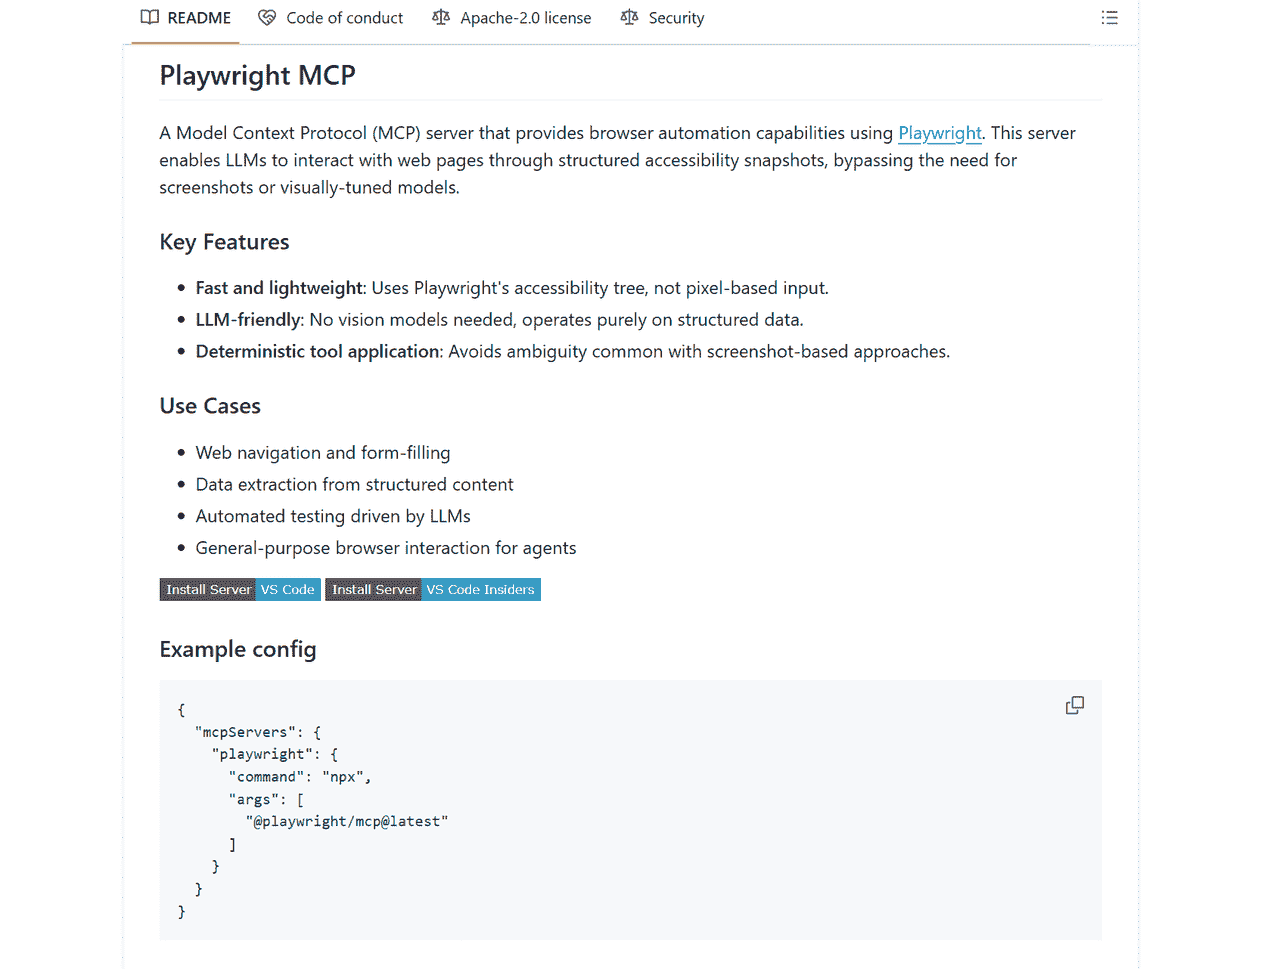 README Code of conduct Apache-2.0 license Security
Playwright MCP
A Model Context Protocol (MCP) server that provides browser automation capabilities using Playwright. This server
enables LLMs to interact with web pages through structured accessibility snapshots, bypassing the need for
screenshots or visually-tuned models.
Key Features
• Fast and lightweight: Uses Playwright's accessibility tree, not pixel-based input.
• LLM-friendly: No vision models needed, operates purely on structured data.
• Deterministic tool application: Avoids ambiguity common with screenshot-based approaches.
Use Cases
• Web navigation and form-filling
• Data extraction from structured content
• Automated testing driven by LLMs
• General-purpose browser interaction for agents
Install Server VS Code Install Server VS Code Insiders
Example config
{
  "mcpServers": {
    "playwright": {
      "command": "npx",
      "args": [
        "@playwright/mcp@latest"
      ]
    }
  }
}